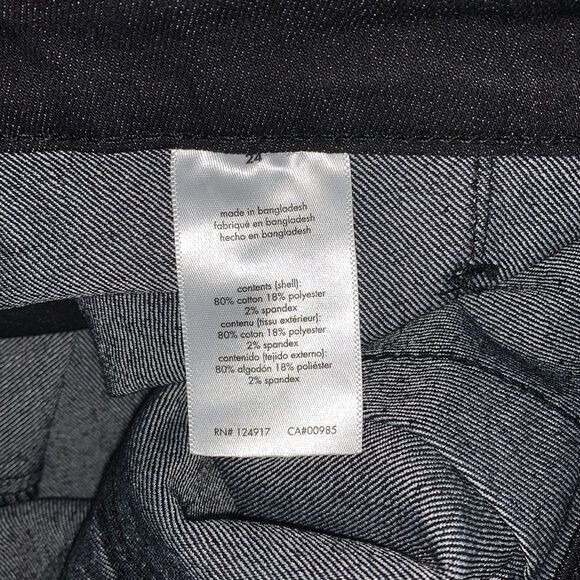 24
made in bangladesh
fabriqué en bangladesh
hecho en bangladesh
contents (shell):
80% cotton 18% polyester
2% spandex
contenu (tissu extérieur):
80% cotton 18% polyester
2% spandex
contenido (tejido externo):
80% algodón 18% poliéster
2% spandex
RN# 124917 CA#00985